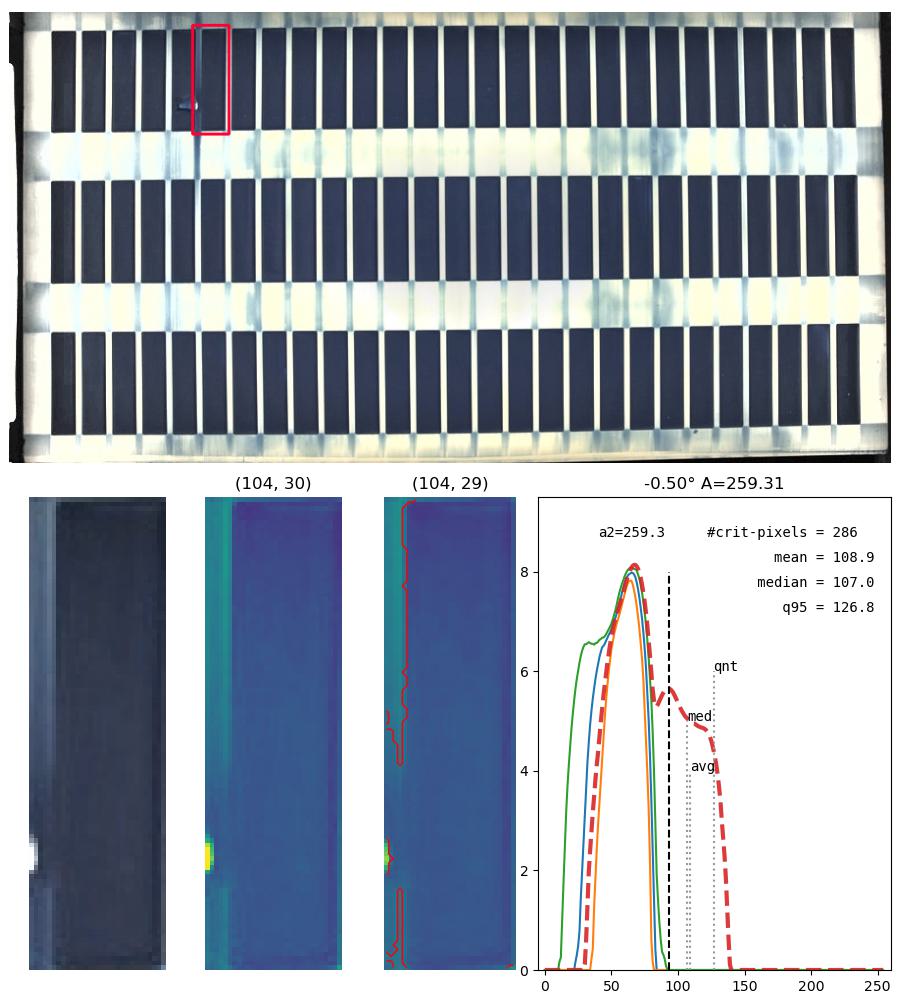 (104, 30)
(104, 29)
-0.50° A=259.31
a2=259.3
#crit-pixels = 286
mean = 108.9
median = 107.0
q95 = 126.8
qnt
med
avg
8
6
4
2
0
0 50 100 150 200 250